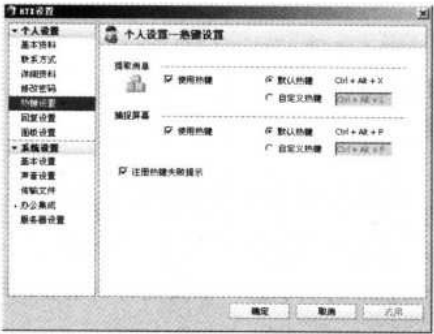 RTX设置
个人设置
基本资料
联系方式
详细资料
修改密码
热键设置
回复设置
面板设置
系统设置
基本设置
声音设置
传输文件
办公集成
服务器设置
个人设置—热键设置
提取消息
使用热键
默认热键 Ctrl + Alt + X
自定义热键 Ctrl + Alt + L
捕捉屏幕
使用热键
默认热键 Ctrl + Alt + P
自定义热键 Ctrl + Alt + F
注册热键失败提示
确定 取消 应用